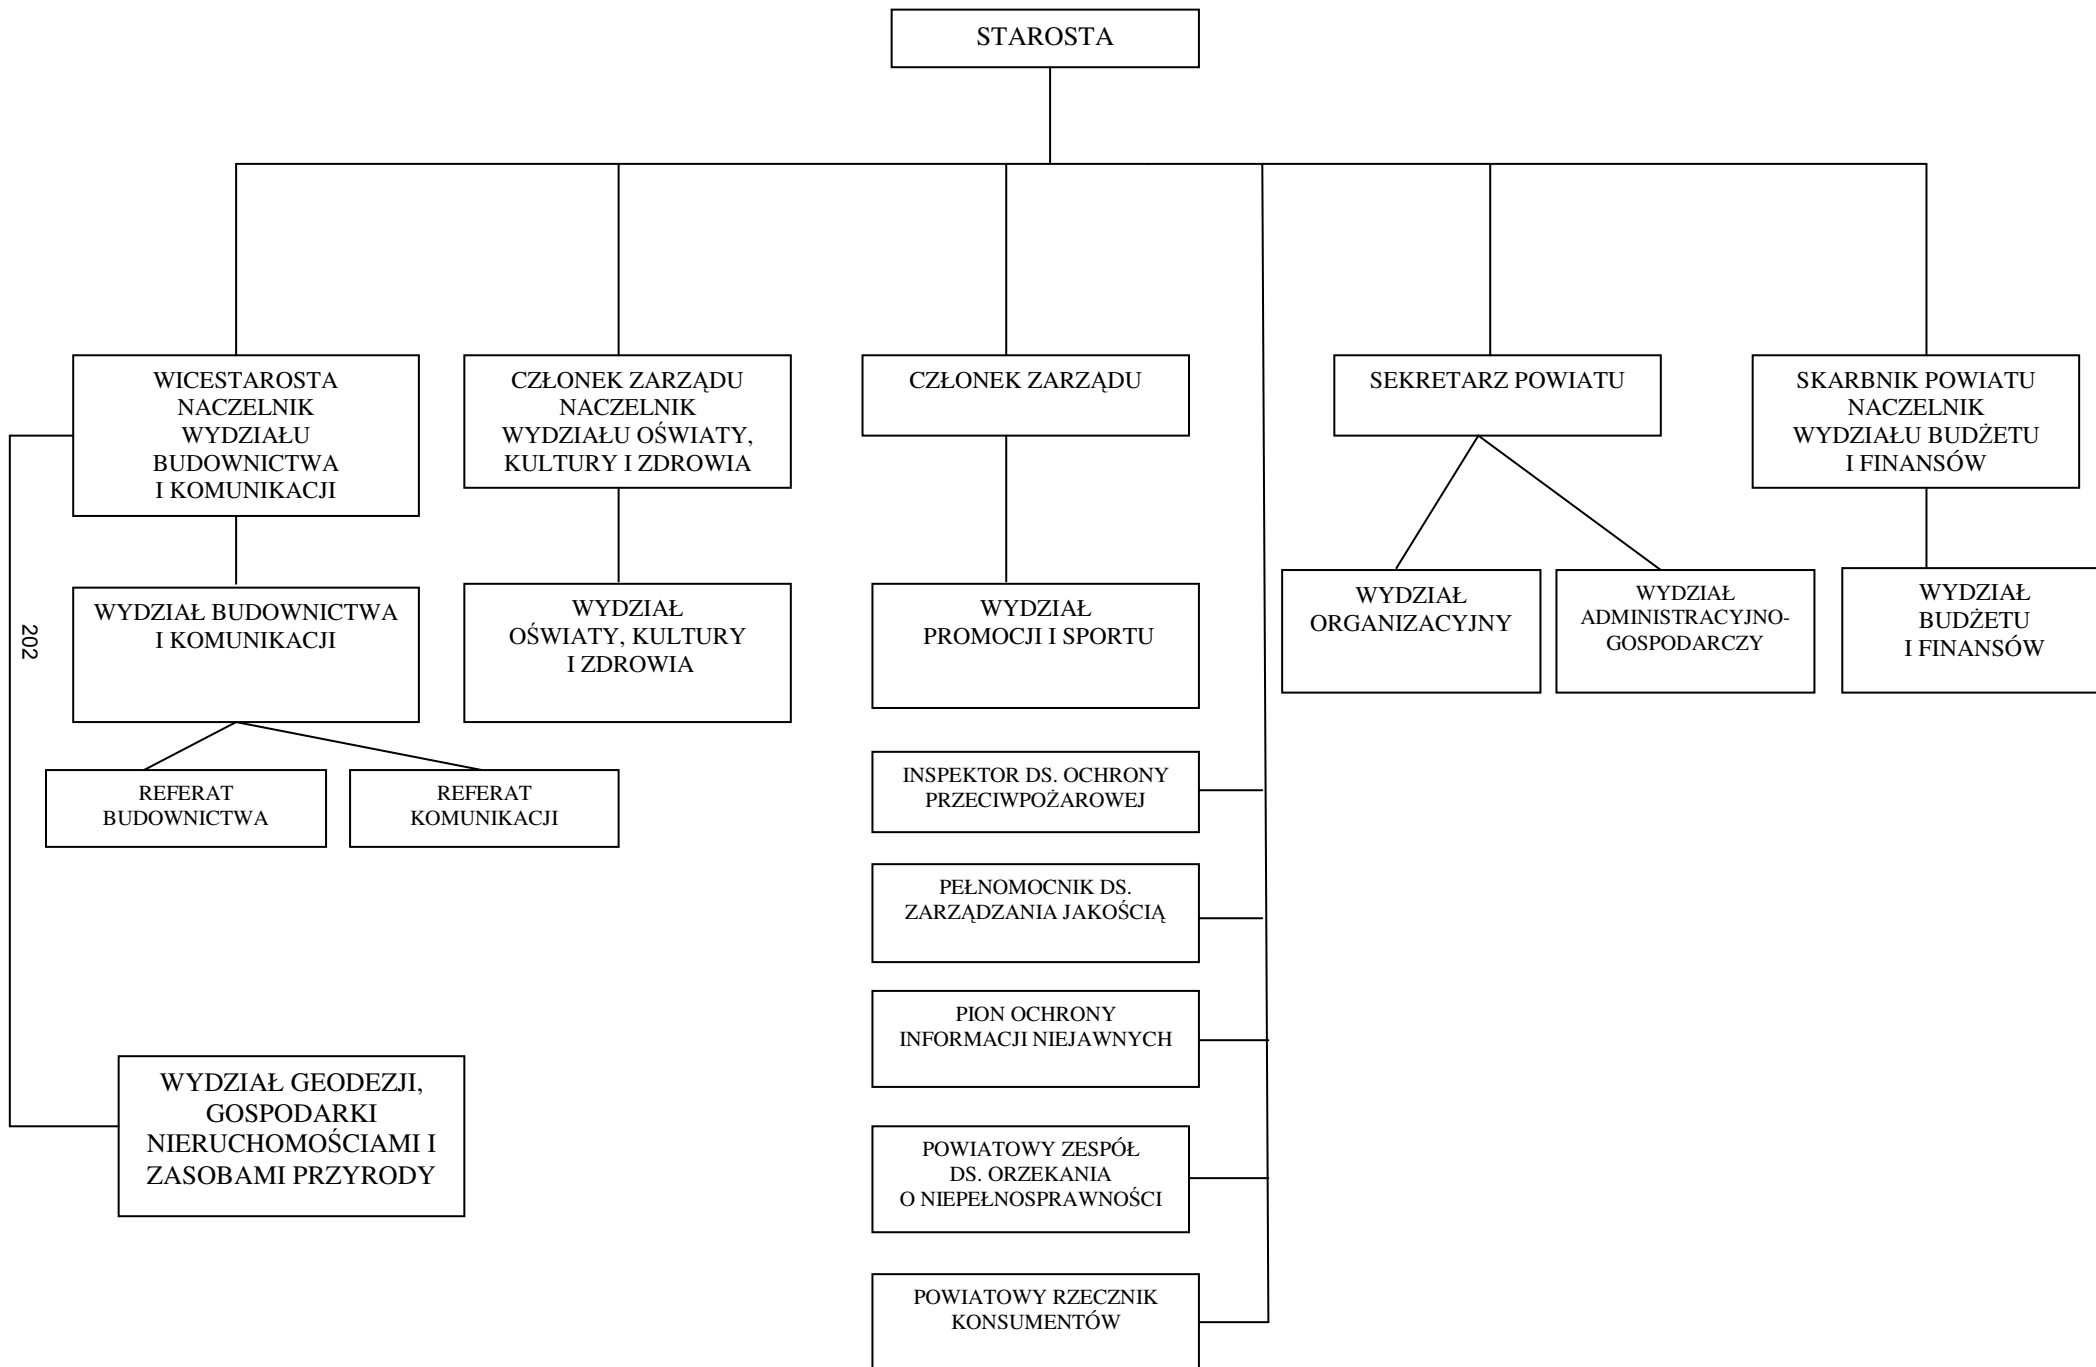 STAROSTA
WICESTAROSTA
NACZELNIK
WYDZIAŁU
BUDOWNICTWA
I KOMUNIKACJI
CZŁONEK ZARZĄDU
NACZELNIK
WYDZIAŁU OŚWIATY,
KULTURY I ZDROWIA
CZŁONEK ZARZĄDU
SEKRETARZ POWIATU
SKARBNIK POWIATU
NACZELNIK
WYDZIAŁU BUDŻETU
I FINANSÓW
WYDZIAŁ BUDOWNICTWA
I KOMUNIKACJI
WYDZIAŁ
OŚWIATY, KULTURY
I ZDROWIA
WYDZIAŁ
PROMOCJI I SPORTU
WYDZIAŁ
ORGANIZACYJNY
WYDZIAŁ
ADMINISTRACYJNO-
GOSPODARCZY
WYDZIAŁ
BUDŻETU
I FINANSÓW
202
REFERAT
BUDOWNICTWA
REFERAT
KOMUNIKACJI
INSPEKTOR DS. OCHRONY
PRZECIWPOŻAROWEJ
PEŁNOMOCNIK DS.
ZARZĄDZANIA JAKOŚCIĄ
PION OCHRONY
INFORMACJI NIEJAWNYCH
WYDZIAŁ GEODEZJI,
GOSPODARKI
NIERUCHOMOŚCIAMI I
ZASOBAMI PRZYRODY
POWIATOWY ZESPÓŁ
DS. ORZEKANIA
O NIEPEŁNOSPRAWNOŚCI
POWIATOWY RZECZNIK
KONSUMENTÓW